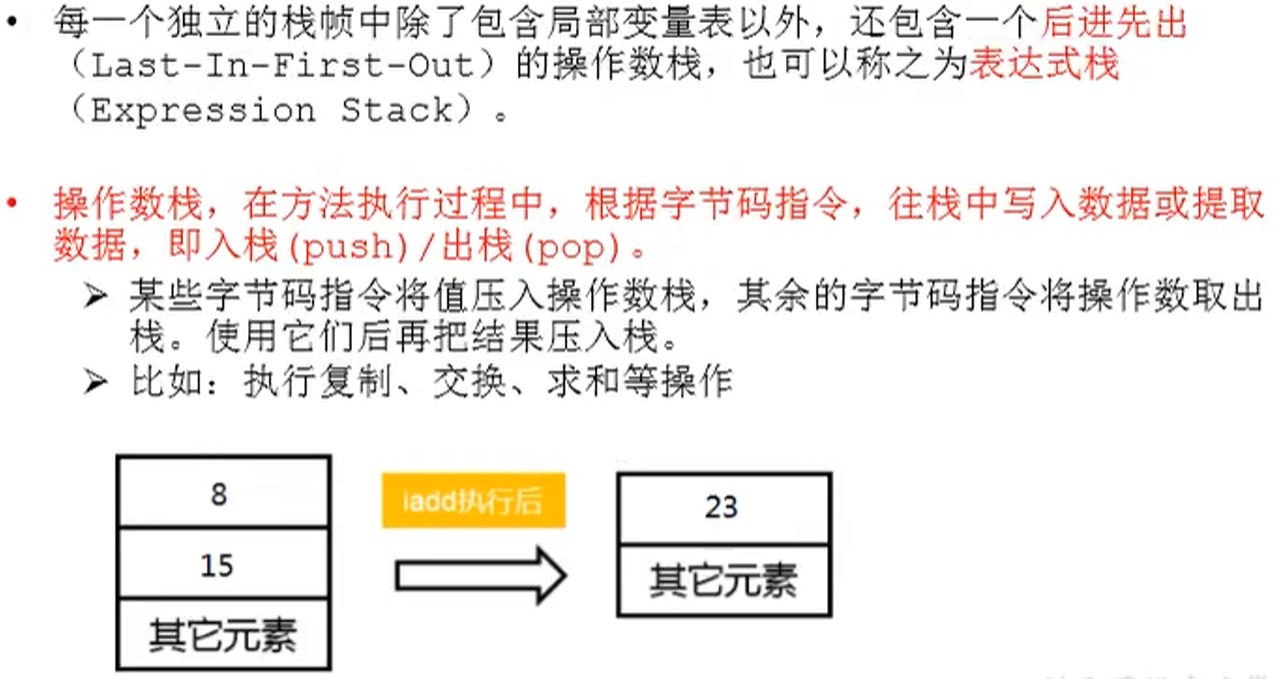 • 每一个独立的栈帧中除了包含局部变量表以外，还包含一个后进先出
（Last-In-First-Out）的操作数栈，也可以称之为表达式栈
（Expression Stack）。
• 操作数栈，在方法执行过程中，根据字节码指令，往栈中写入数据或提取
数据，即入栈(push)/出栈(pop)。
➢ 某些字节码指令将值压入操作数栈，其余的字节码指令将操作数取出
栈。使用它们后再把结果压入栈。
➢ 比如：执行复制、交换、求和等操作
8
15
其它元素
iadd执行后
23
其它元素